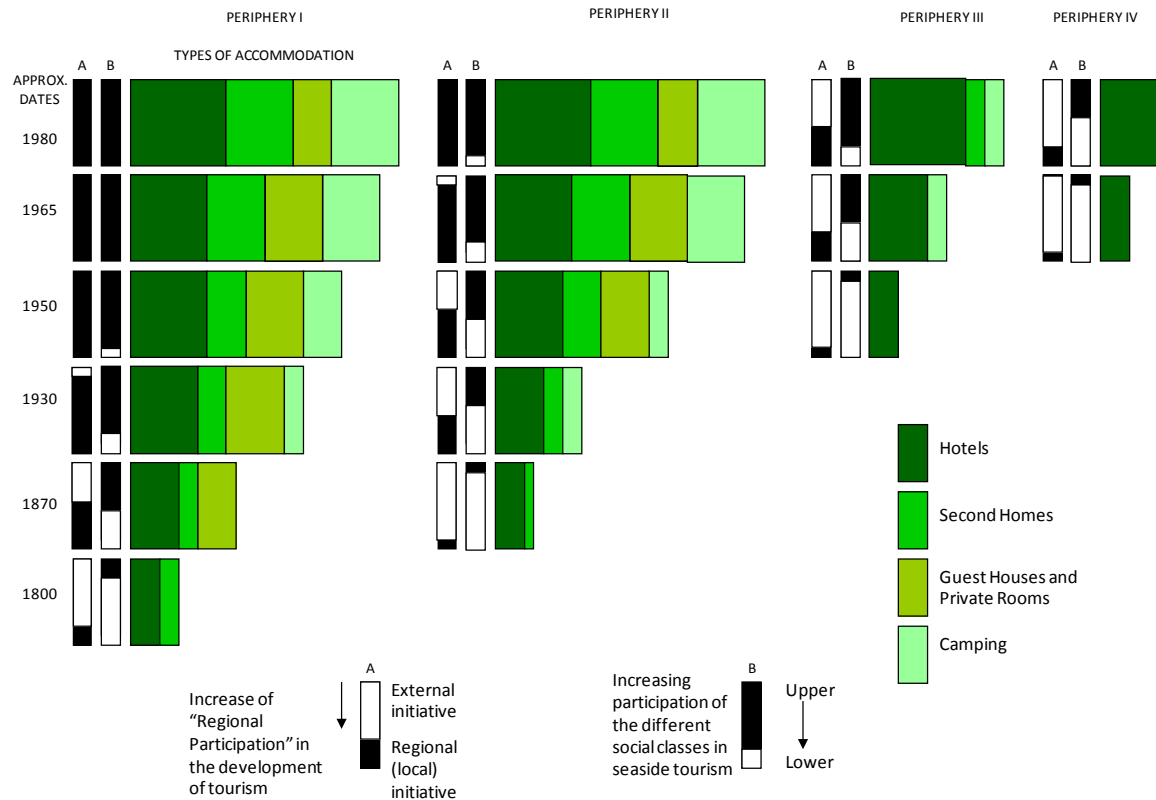 PERIPHERY I
PERIPHERY II
PERIPHERY III
PERIPHERY IV
TYPES OF ACCOMMODATION
A
B
A
B
A
B
A
B
APPROX.
DATES
1980
1965
1950
1930
1870
1800
Hotels
Second Homes
Guest Houses and
Private Rooms
Camping
Increase of
“Regional
Participation” in
the development
of tourism
A
External
initiative
Regional
(local)
initiative
Increasing
participation of
the different
social classes in
seaside tourism
B
Upper
Lower